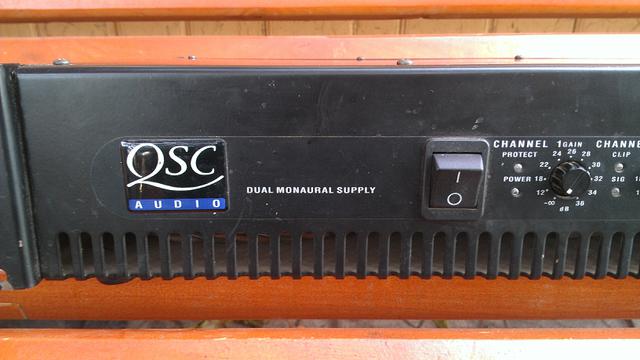 QSC
AUDIO
DUAL MONAURAL SUPPLY
I
O
CHANNEL 1 GAIN
PROTECT
POWER
-∞ 12 18 22 24 26 28 30 32 34 36
dB
CHANNE
CLIP
SIG